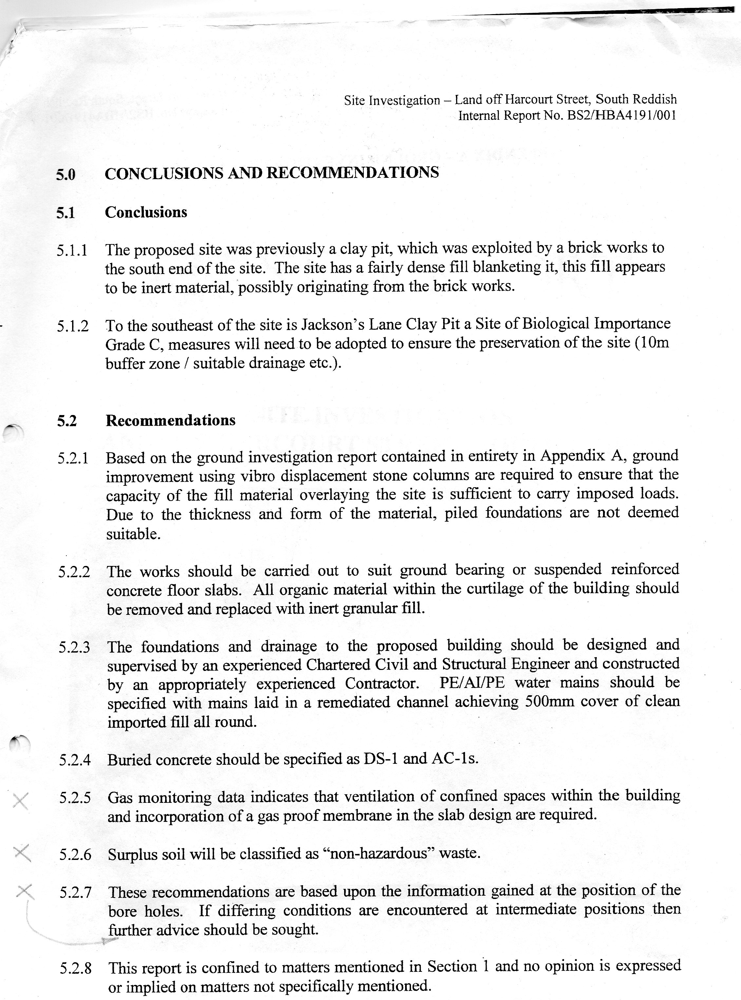 Site Investigation – Land off Harcourt Street, South Reddish
Internal Report No. BS2/HBA4191/001
5.0 CONCLUSIONS AND RECOMMENDATIONS
5.1 Conclusions
5.1.1 The proposed site was previously a clay pit, which was exploited by a brick works to
the south end of the site. The site has a fairly dense fill blanketing it, this fill appears
to be inert material, possibly originating from the brick works.
5.1.2 To the southeast of the site is Jackson's Lane Clay Pit a Site of Biological Importance
Grade C, measures will need to be adopted to ensure the preservation of the site (10m
buffer zone / suitable drainage etc.).
5.2 Recommendations
5.2.1 Based on the ground investigation report contained in entirety in Appendix A, ground
improvement using vibro displacement stone columns are required to ensure that the
capacity of the fill material overlaying the site is sufficient to carry imposed loads.
Due to the thickness and form of the material, piled foundations are not deemed
suitable.
5.2.2 The works should be carried out to suit ground bearing or suspended reinforced
concrete floor slabs. All organic material within the curtilage of the building should
be removed and replaced with inert granular fill.
5.2.3 The foundations and drainage to the proposed building should be designed and
supervised by an experienced Chartered Civil and Structural Engineer and constructed
by an appropriately experienced Contractor. PE/AI/PE water mains should be
specified with mains laid in a remediated channel achieving 500mm cover of clean
imported fill all round.
5.2.4 Buried concrete should be specified as DS-1 and AC-1s.
5.2.5 Gas monitoring data indicates that ventilation of confined spaces within the building
and incorporation of a gas proof membrane in the slab design are required.
5.2.6 Surplus soil will be classified as “non-hazardous” waste.
5.2.7 These recommendations are based upon the information gained at the position of the
bore holes. If differing conditions are encountered at intermediate positions then
further advice should be sought.
5.2.8 This report is confined to matters mentioned in Section 1 and no opinion is expressed
or implied on matters not specifically mentioned.